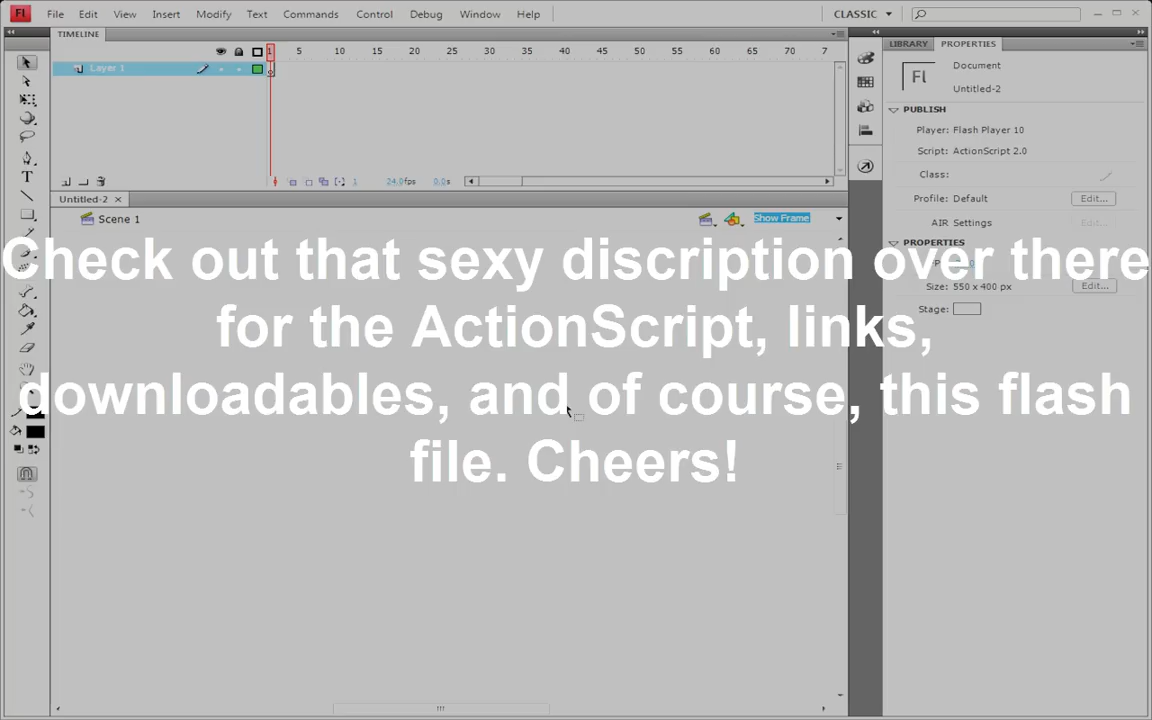 Fl File Edit View Insert Modify Text Commands Control Debug Window Help CLASSIC
TIMELINE
LIBRARY PROPERTIES
1 5 10 15 20 25 30 35 40 45 50 55 60 65 70 7
Layer 1
Fl
Document
Untitled-2
PUBLISH
Player: Flash Player 10
Script: ActionScript 2.0
Class:
1 24.0fps 0.0s
Profile: Default Edit...
Untitled-2
Scene 1
Show Frame
AIR Settings Edit...
PROPERTIES
Size: 550 x 400 px Edit...
Stage:
Check out that sexy discription over there
for the ActionScript, links,
downloadables, and of course, this flash
file. Cheers!